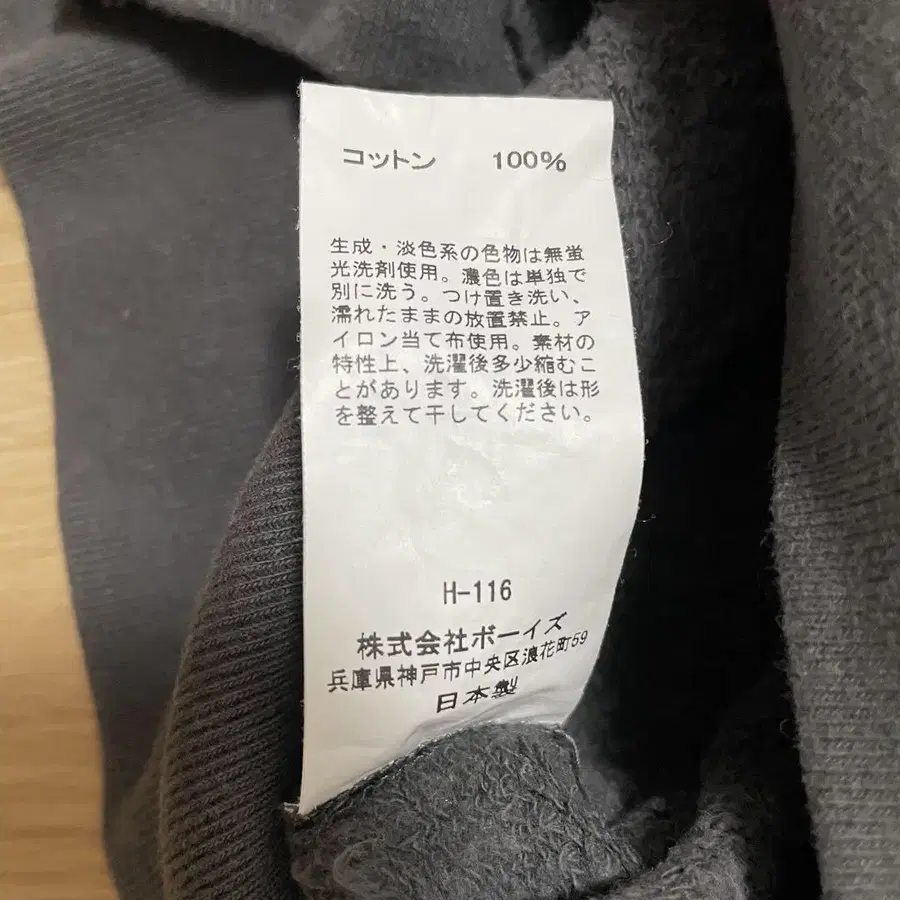 コットン 100%
生成・淡色系の色物は無蛍
光洗剤使用。濃色は単独で
別に洗う。つけ置き洗い、
濡れたままの放置禁止。ア
イロン当て布使用。素材の
特性上、洗濯後多少縮むこ
とがあります。洗濯後は形
を整えて干してください。
H-116
株式会社ボーイズ
兵庫県神戸市中央区浪花町59
日本製